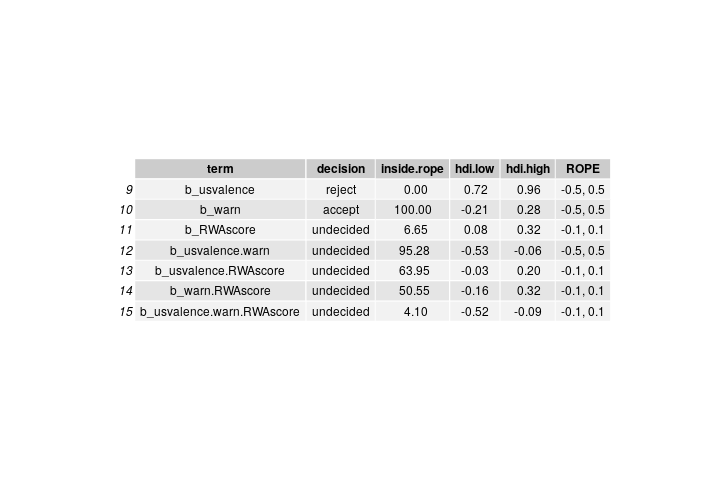 term decision inside.rope hdi.low hdi.high ROPE
9 b_usvalence reject 0.00 0.72 0.96 -0.5, 0.5
10 b_warn accept 100.00 -0.21 0.28 -0.5, 0.5
11 b_RWAscore undecided 6.65 0.08 0.32 -0.1, 0.1
12 b_usvalence.warn undecided 95.28 -0.53 -0.06 -0.5, 0.5
13 b_usvalence.RWAscore undecided 63.95 -0.03 0.20 -0.1, 0.1
14 b_warn.RWAscore undecided 50.55 -0.16 0.32 -0.1, 0.1
15 b_usvalence.warn.RWAscore undecided 4.10 -0.52 -0.09 -0.1, 0.1